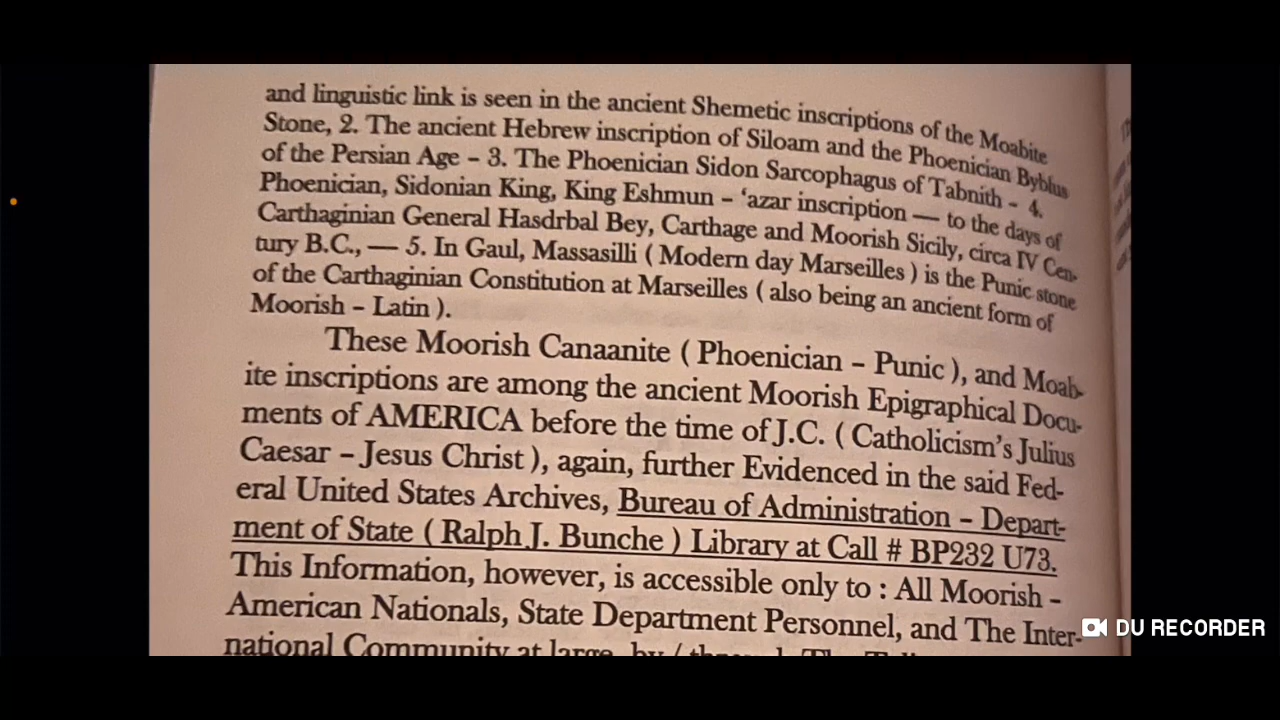 and linguistic link is seen in the ancient Shemetic inscriptions of the Moabite
Stone, 2. The ancient Hebrew inscription of Siloam and the Phoenician Byblus
of the Persian Age – 3. The Phoenician Sidon Sarcophagus of Tabnith – 4.
Phoenician, Sidonian King, King Eshmun – ‘azar inscription — to the days of
Carthaginian General Hasdrbal Bey, Carthage and Moorish Sicily, circa IV Cen-
tury B.C., — 5. In Gaul, Massasilli ( Modern day Marseilles ) is the Punic stone
of the Carthaginian Constitution at Marseilles ( also being an ancient form of
Moorish – Latin ).
These Moorish Canaanite ( Phoenician – Punic ), and Moab-
ite inscriptions are among the ancient Moorish Epigraphical Docu-
ments of AMERICA before the time of J.C. ( Catholicism’s Julius
Caesar – Jesus Christ ), again, further Evidenced in the said Fed-
eral United States Archives, Bureau of Administration – Depart-
ment of State ( Ralph J. Bunche ) Library at Call # BP232 U73.
This Information, however, is accessible only to : All Moorish –
American Nationals, State Department Personnel, and The Inter-
national Community at large, by / through The
DU RECORDER